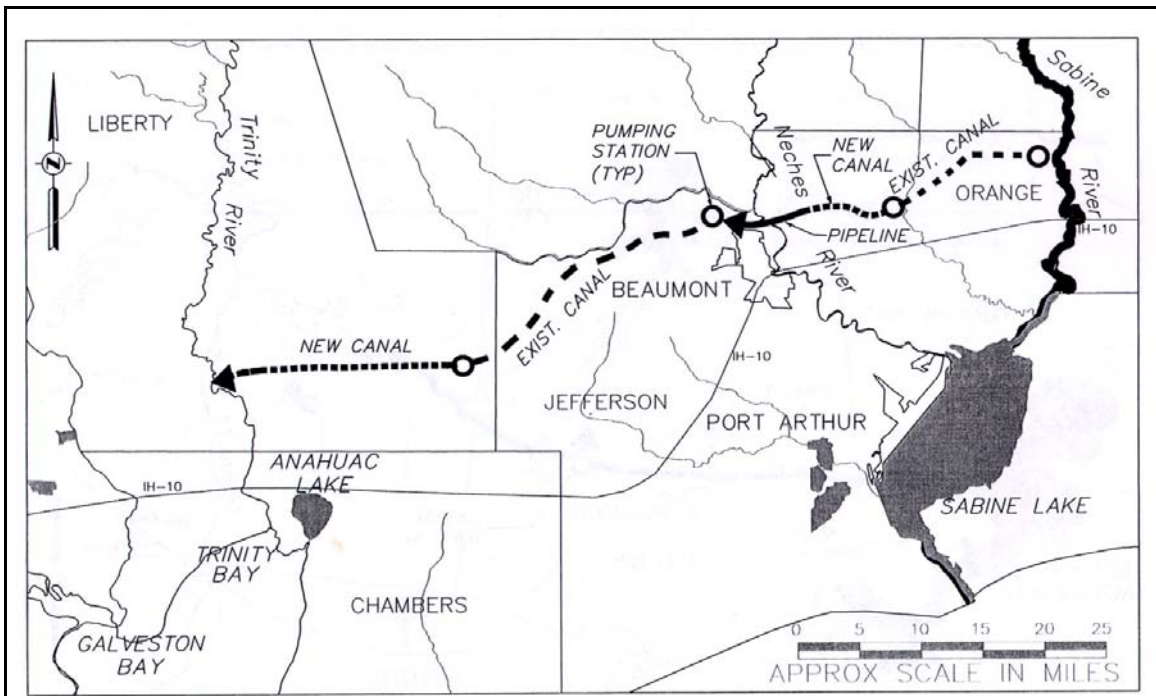 Sabine
River
LIBERTY
Trinity
River
PUMPING
STATION
(TYP)
Neches
River
NEW
CANAL
EXIST. CANAL
ORANGE
IH-10
PIPELINE
N
BEAUMONT
EXIST. CANAL
NEW CANAL
IH-10
JEFFERSON
PORT ARTHUR
ANAHUAC
LAKE
IH-10
SABINE LAKE
TRINITY
BAY
CHAMBERS
GALVESTON
BAY
0 5 10 15 20 25
APPROX SCALE IN MILES